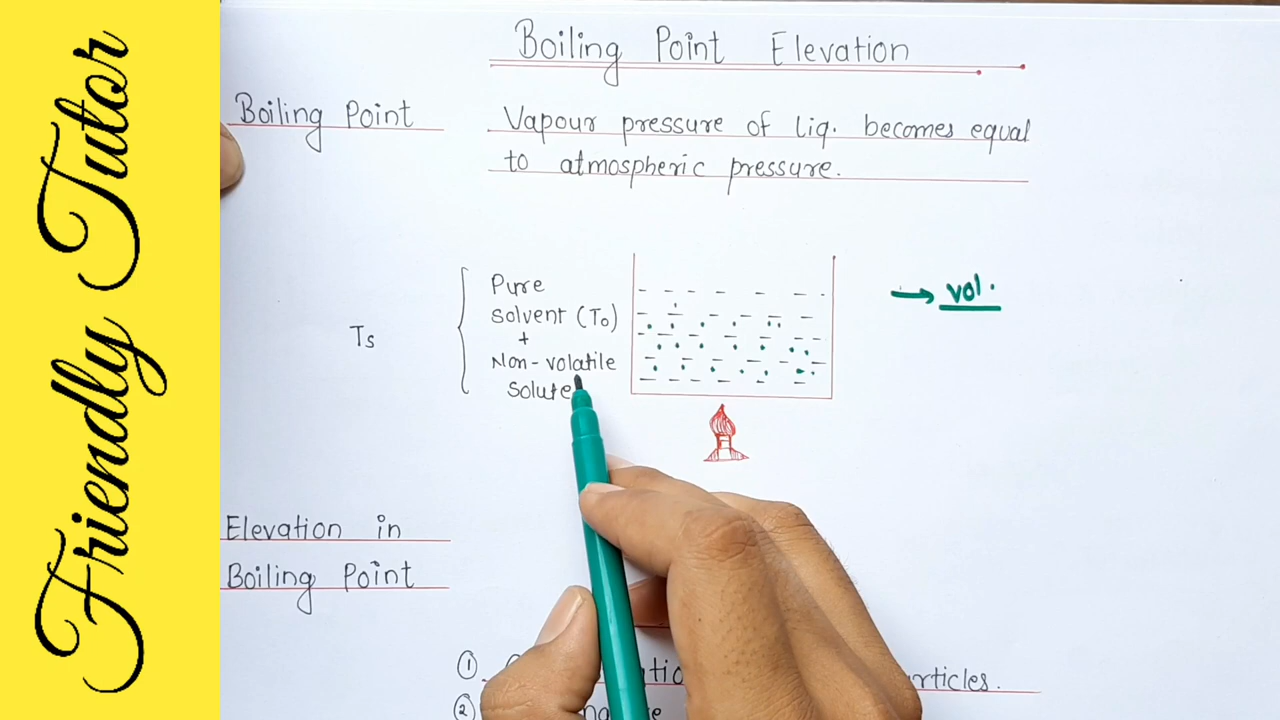 Friendly Tutor
Boiling Point Elevation
Boiling Point
Vapour pressure of Liq. becomes equal
to atmospheric pressure.
Pure
solvent (To)
+
Non-volatile
Solute
Ts
→ vol.
Elevation in
Boiling Point
①
②